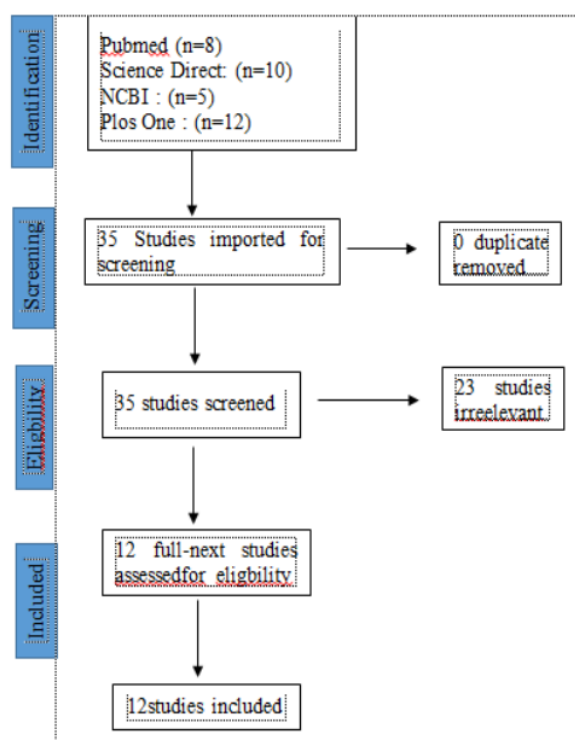 Identification
Pubmed (n=8)
Science Direct: (n=10)
NCBI : (n=5)
Plos One : (n=12)
Screening
35 Studies imported for
screening
0 duplicate
removed
Eligbility
35 studies screened
23 studies
irreelevant
12 full-next studies
assessedfor eligbility
Included
12studies included